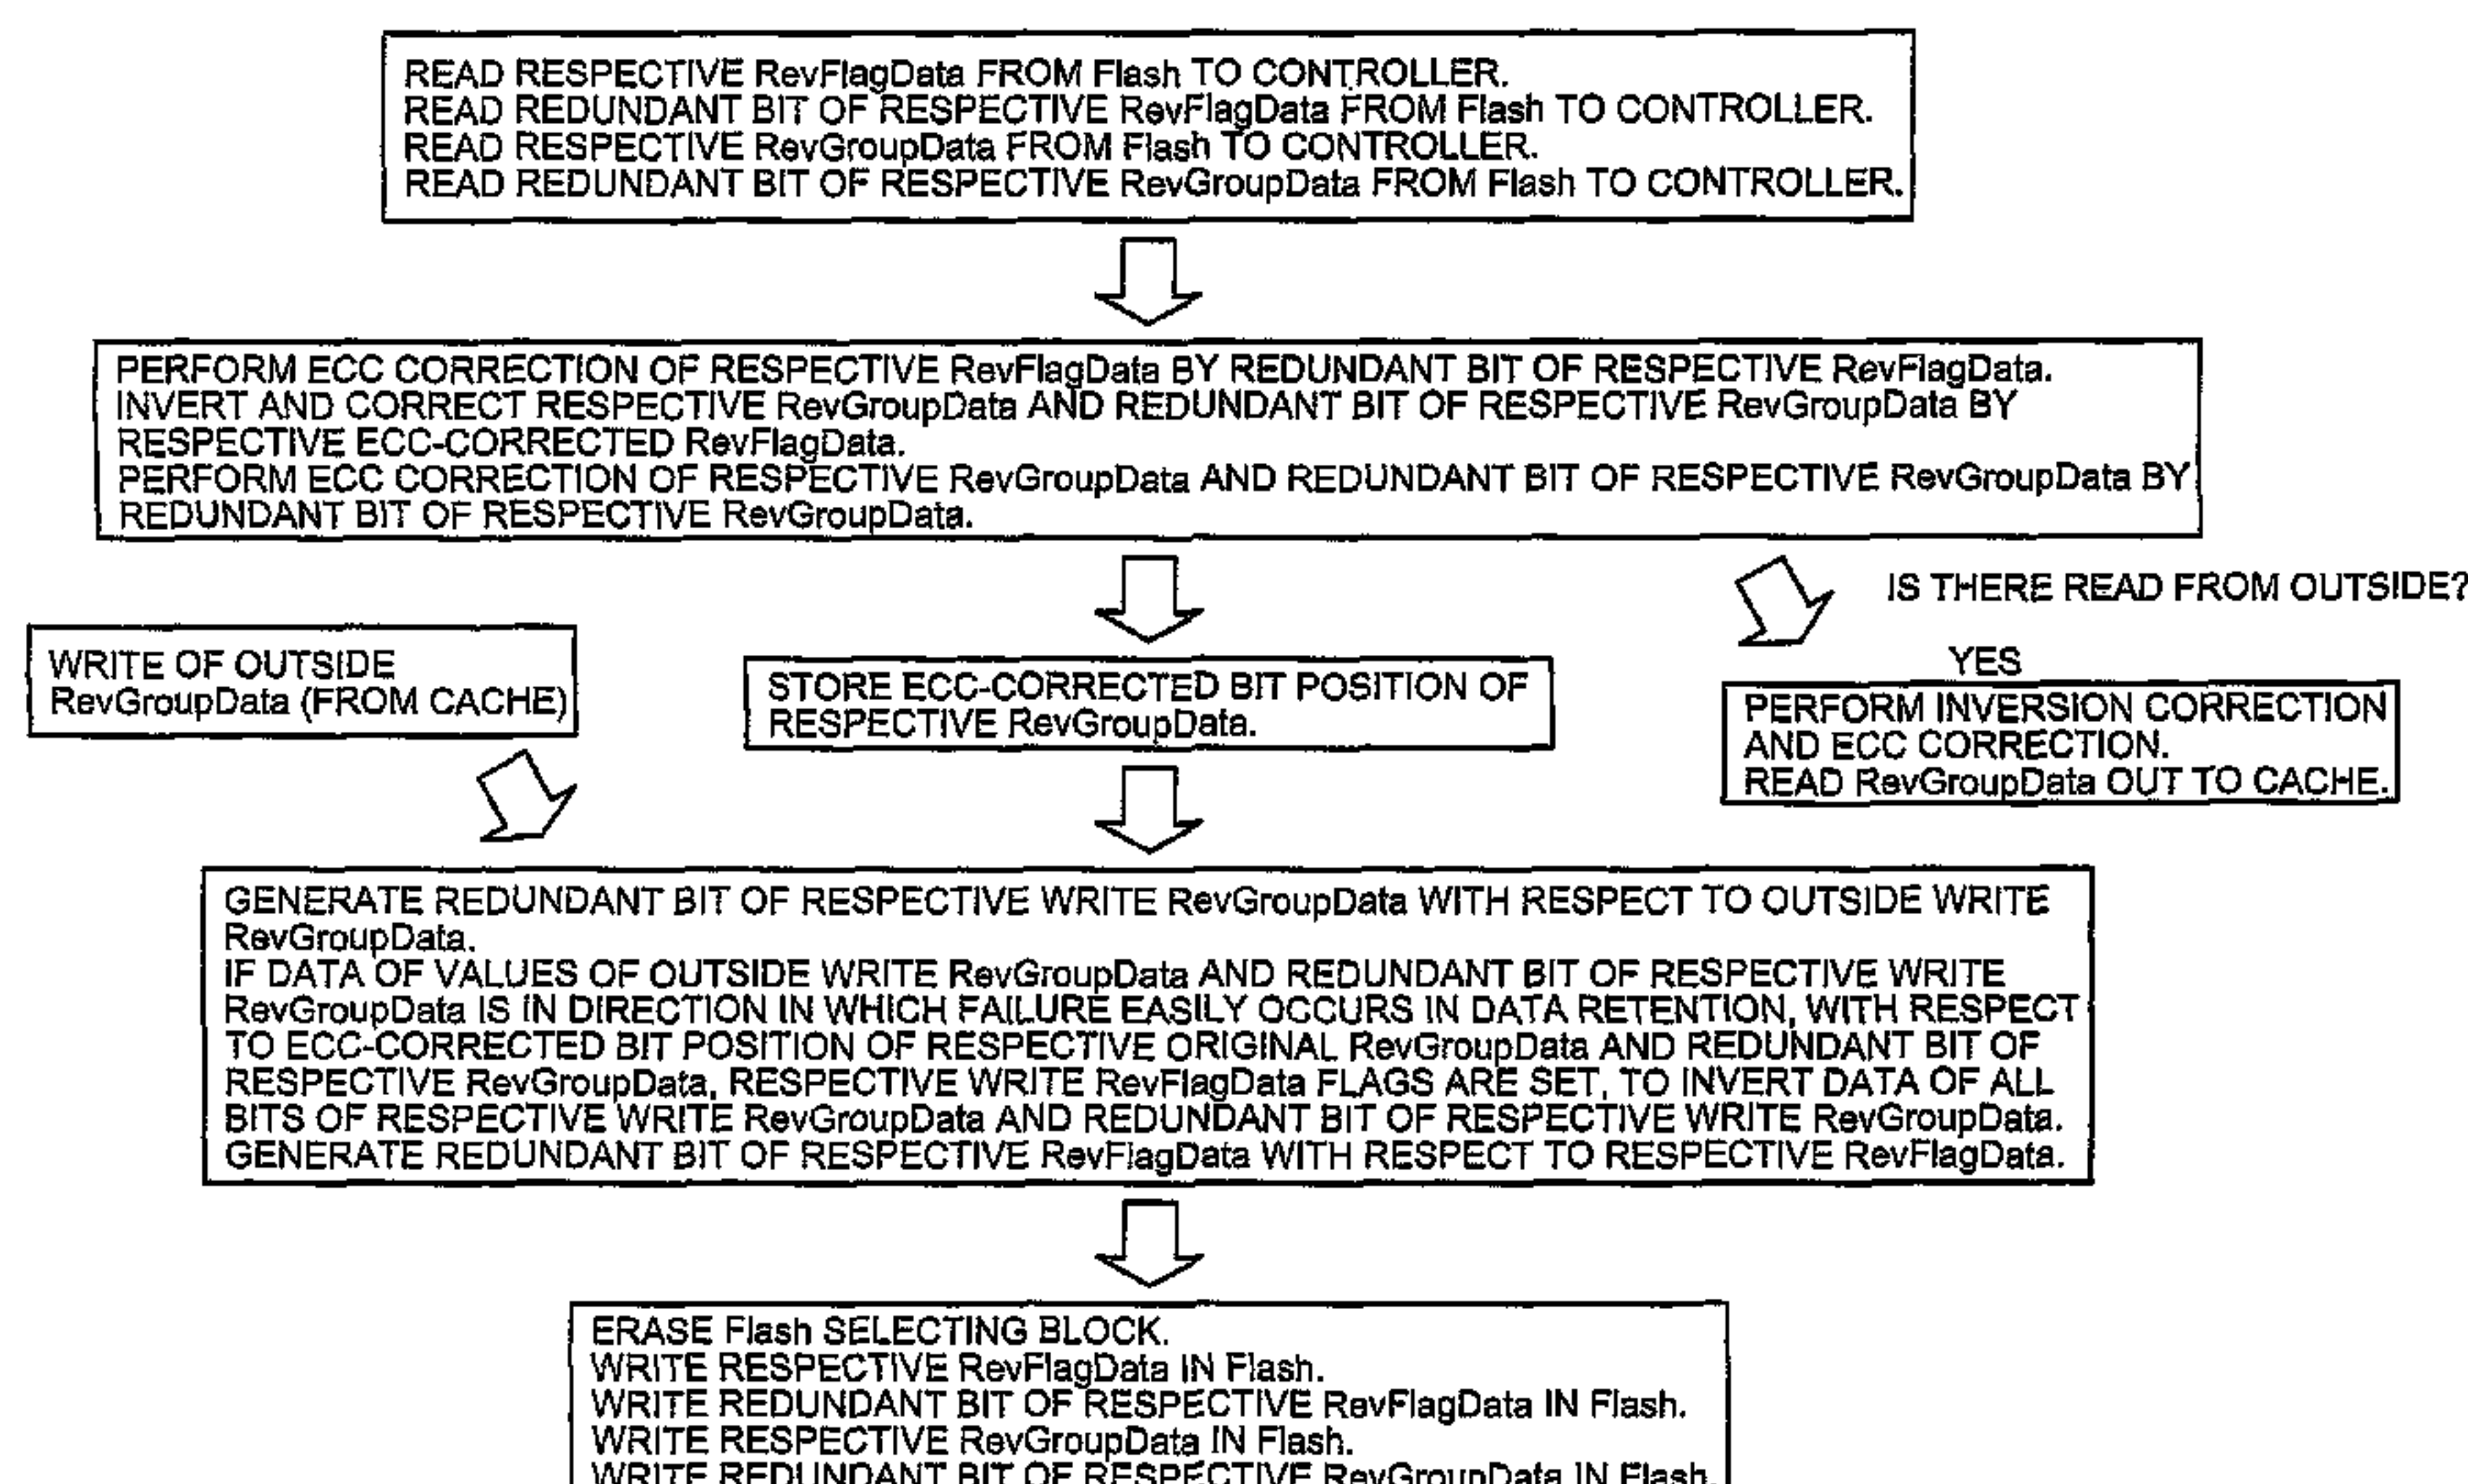 READ RESPECTIVE RevFlagData FROM Flash TO CONTROLLER.
READ REDUNDANT BIT OF RESPECTIVE RevFlagData FROM Flash TO CONTROLLER.
READ RESPECTIVE RevGroupData FROM Flash TO CONTROLLER.
READ REDUNDANT BIT OF RESPECTIVE RevGroupData FROM Flash TO CONTROLLER.
PERFORM ECC CORRECTION OF RESPECTIVE RevFlagData BY REDUNDANT BIT OF RESPECTIVE RevFlagData.
INVERT AND CORRECT RESPECTIVE RevGroupData AND REDUNDANT BIT OF RESPECTIVE RevGroupData BY
RESPECTIVE ECC-CORRECTED RevFlagData.
PERFORM ECC CORRECTION OF RESPECTIVE RevGroupData AND REDUNDANT BIT OF RESPECTIVE RevGroupData BY
REDUNDANT BIT OF RESPECTIVE RevGroupData.
IS THERE READ FROM OUTSIDE?
YES
WRITE OF OUTSIDE
RevGroupData (FROM CACHE)
STORE ECC-CORRECTED BIT POSITION OF
RESPECTIVE RevGroupData.
PERFORM INVERSION CORRECTION
AND ECC CORRECTION.
READ RevGroupData OUT TO CACHE.
GENERATE REDUNDANT BIT OF RESPECTIVE WRITE RevGroupData WITH RESPECT TO OUTSIDE WRITE
RevGroupData.
IF DATA OF VALUES OF OUTSIDE WRITE RevGroupData AND REDUNDANT BIT OF RESPECTIVE WRITE
RevGroupData IS IN DIRECTION IN WHICH FAILURE EASILY OCCURS IN DATA RETENTION, WITH RESPECT
TO ECC-CORRECTED BIT POSITION OF RESPECTIVE ORIGINAL RevGroupData AND REDUNDANT BIT OF
RESPECTIVE RevGroupData, RESPECTIVE WRITE RevFlagData FLAGS ARE SET, TO INVERT DATA OF ALL
BITS OF RESPECTIVE WRITE RevGroupData AND REDUNDANT BIT OF RESPECTIVE WRITE RevGroupData.
GENERATE REDUNDANT BIT OF RESPECTIVE RevFlagData WITH RESPECT TO RESPECTIVE RevFlagData.
ERASE Flash SELECTING BLOCK.
WRITE RESPECTIVE RevFlagData IN Flash.
WRITE REDUNDANT BIT OF RESPECTIVE RevFlagData IN Flash.
WRITE RESPECTIVE RevGroupData IN Flash.
WRITE REDUNDANT BIT OF RESPECTIVE RevGroupData IN Flash.